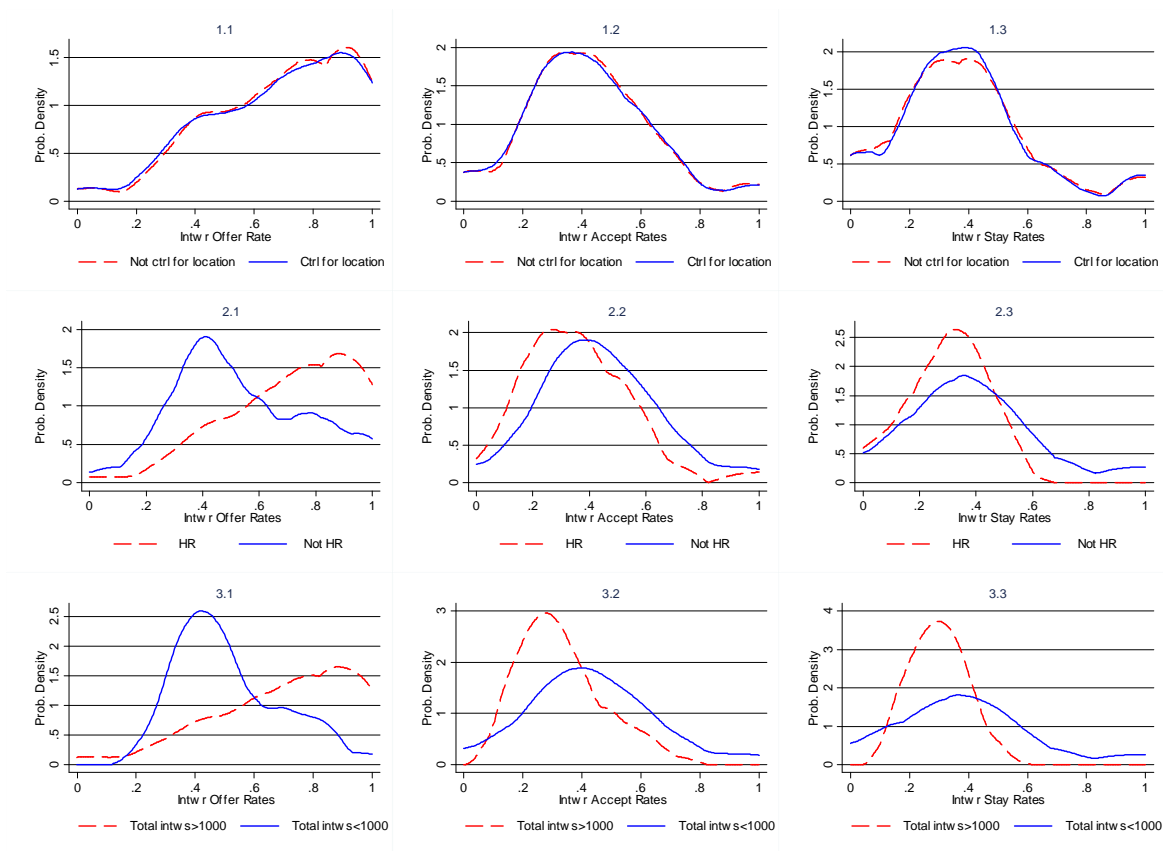 1.1
Prob. Density
0 .5 1 1.5
0 .2 .4 .6 .8 1
Intw r Offer Rate
Not ctrl for location Ctrl for location
1.2
Prob. Density
0 .5 1 1.5 2
0 .2 .4 .6 .8 1
Intw r Accept Rates
Not ctrl for location Ctrl for location
1.3
Prob. Density
0 .5 1 1.5 2
0 .2 .4 .6 .8 1
Intw r Stay Rates
Not ctrl for location Ctrl for location
2.1
Prob. Density
0 .5 1 1.5 2
0 .2 .4 .6 .8 1
Intw r Offer Rates
HR Not HR
2.2
Prob. Density
0 .5 1 1.5 2
0 .2 .4 .6 .8 1
Intw r Accept Rates
HR Not HR
2.3
Prob. Density
0 .5 1 1.5 2 2.5
0 .2 .4 .6 .8 1
Inw tr Stay Rates
HR Not HR
3.1
Prob. Density
0 .5 1 1.5 2 2.5
0 .2 .4 .6 .8 1
Intw r Offer Rates
Total intw s>1000 Total intw s<1000
3.2
Prob. Density
0 1 2 3
0 .2 .4 .6 .8 1
Intw r Accept Rates
Total intw s>1000 Total intw s<1000
3.3
Prob. Density
0 1 2 3 4
0 .2 .4 .6 .8 1
Intw r Stay Rates
Total intw s>1000 Total intw s<1000